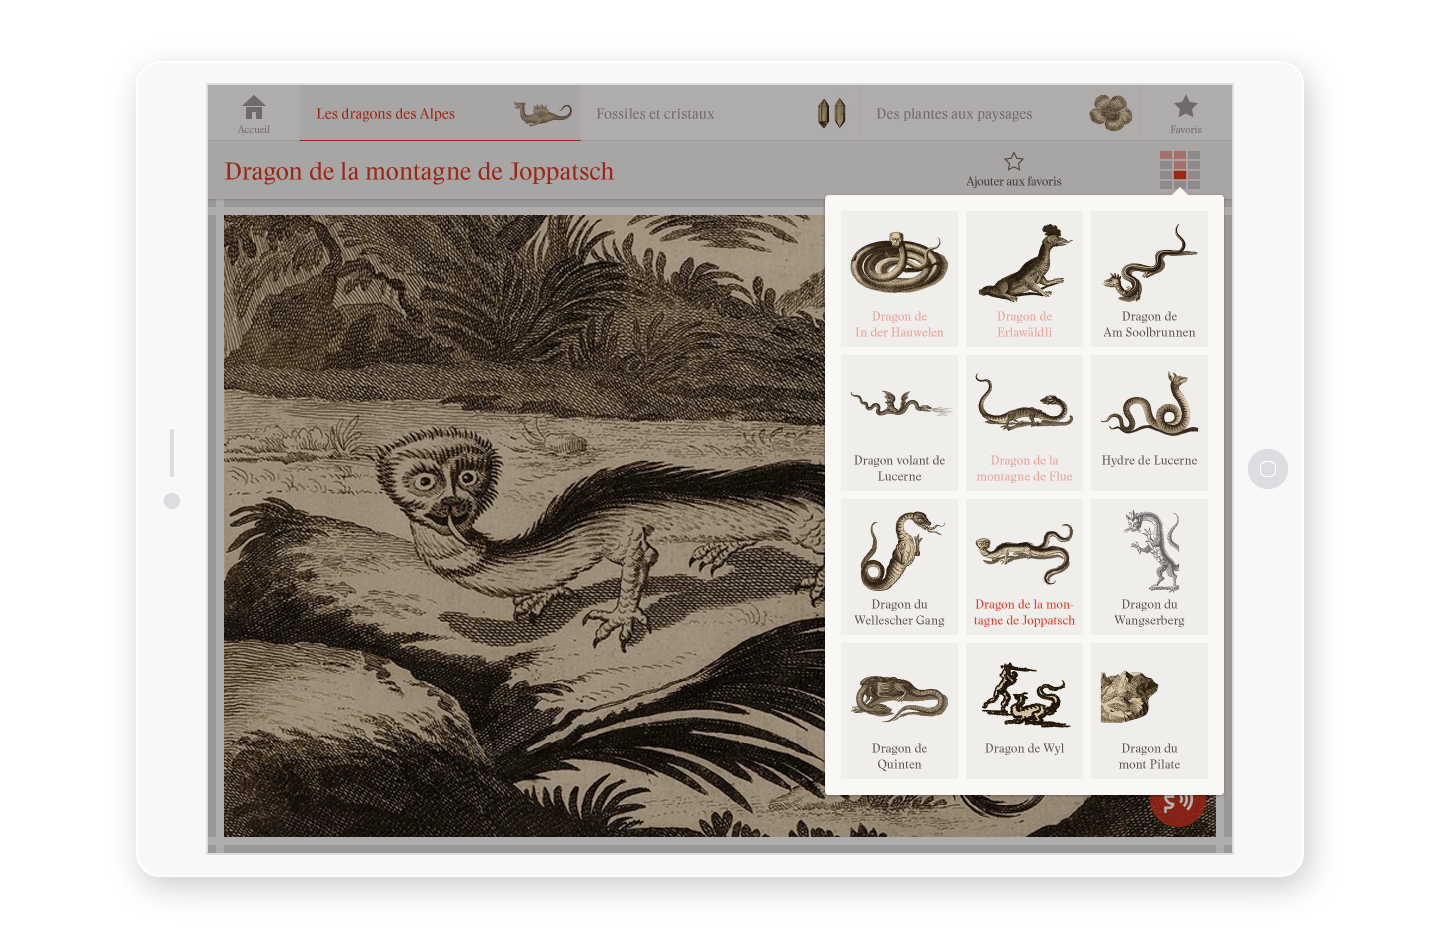 Accueil
Les dragons des Alpes
Fossiles et cristaux
Des plantes aux paysages
Favoris
Dragon de la montagne de Joppatsch
Ajouter aux favoris
Dragon de
In der Hauwelen
Dragon de
Erlawäldli
Dragon de
Am Soolbrunnen
Dragon volant de
Lucerne
Dragon de la
montagne de Flue
Hydre de Lucerne
Dragon du
Wellescher Gang
Dragon de la mon-
tagne de Joppatsch
Dragon du
Wangserberg
Dragon de
Quinten
Dragon de Wyl
Dragon du
mont Pilate